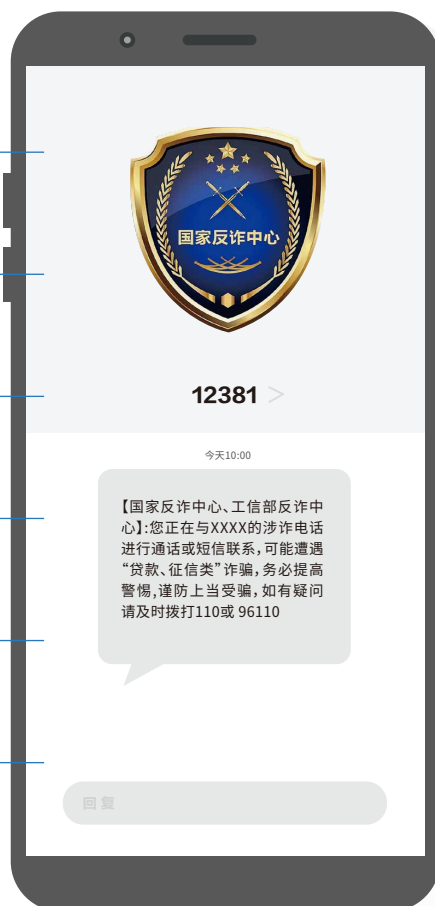 国家反诈中心
12381 >
今天10:00
【国家反诈中心、工信部反诈中
心】:您正在与XXXX的涉诈电话
进行通话或短信联系,可能遭遇
“贷款、征信类”诈骗,务必提高
警惕,谨防上当受骗,如有疑问
请及时拨打110或 96110
回复